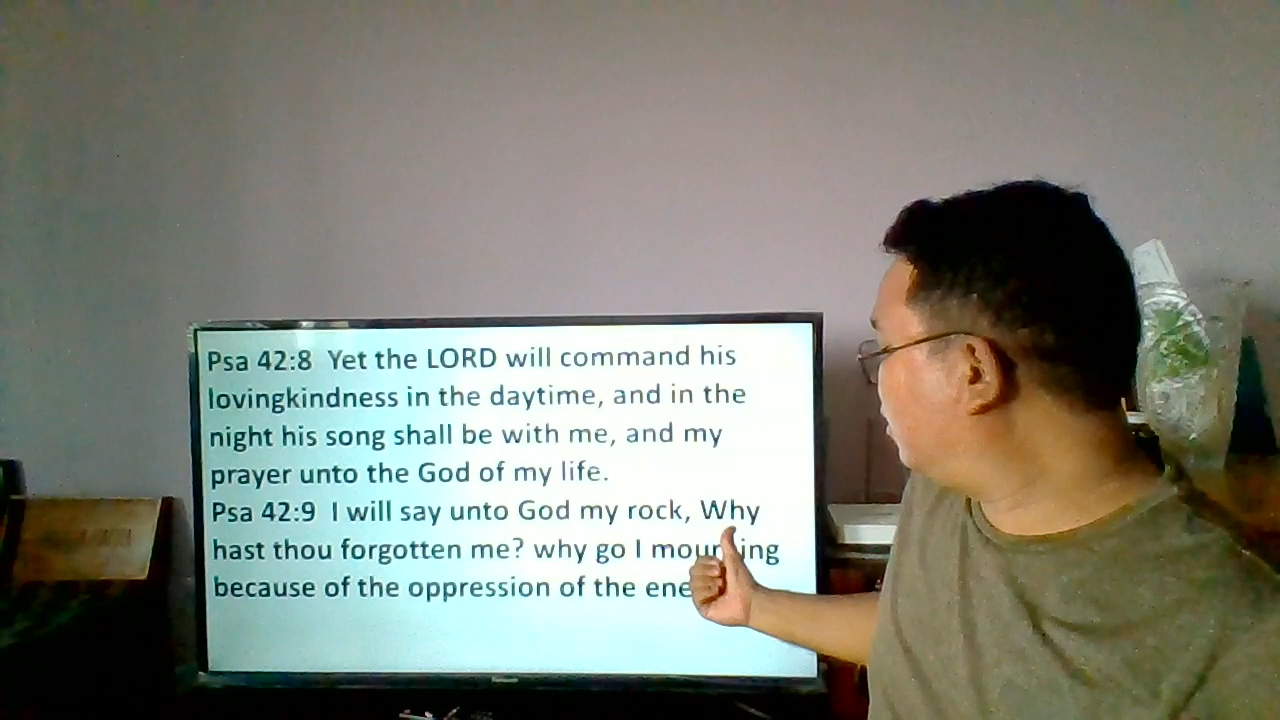 Psa 42:8 Yet the LORD will command his
lovingkindness in the daytime, and in the
night his song shall be with me, and my
prayer unto the God of my life.
Psa 42:9 I will say unto God my rock, Why
hast thou forgotten me? why go I mourning
because of the oppression of the ene